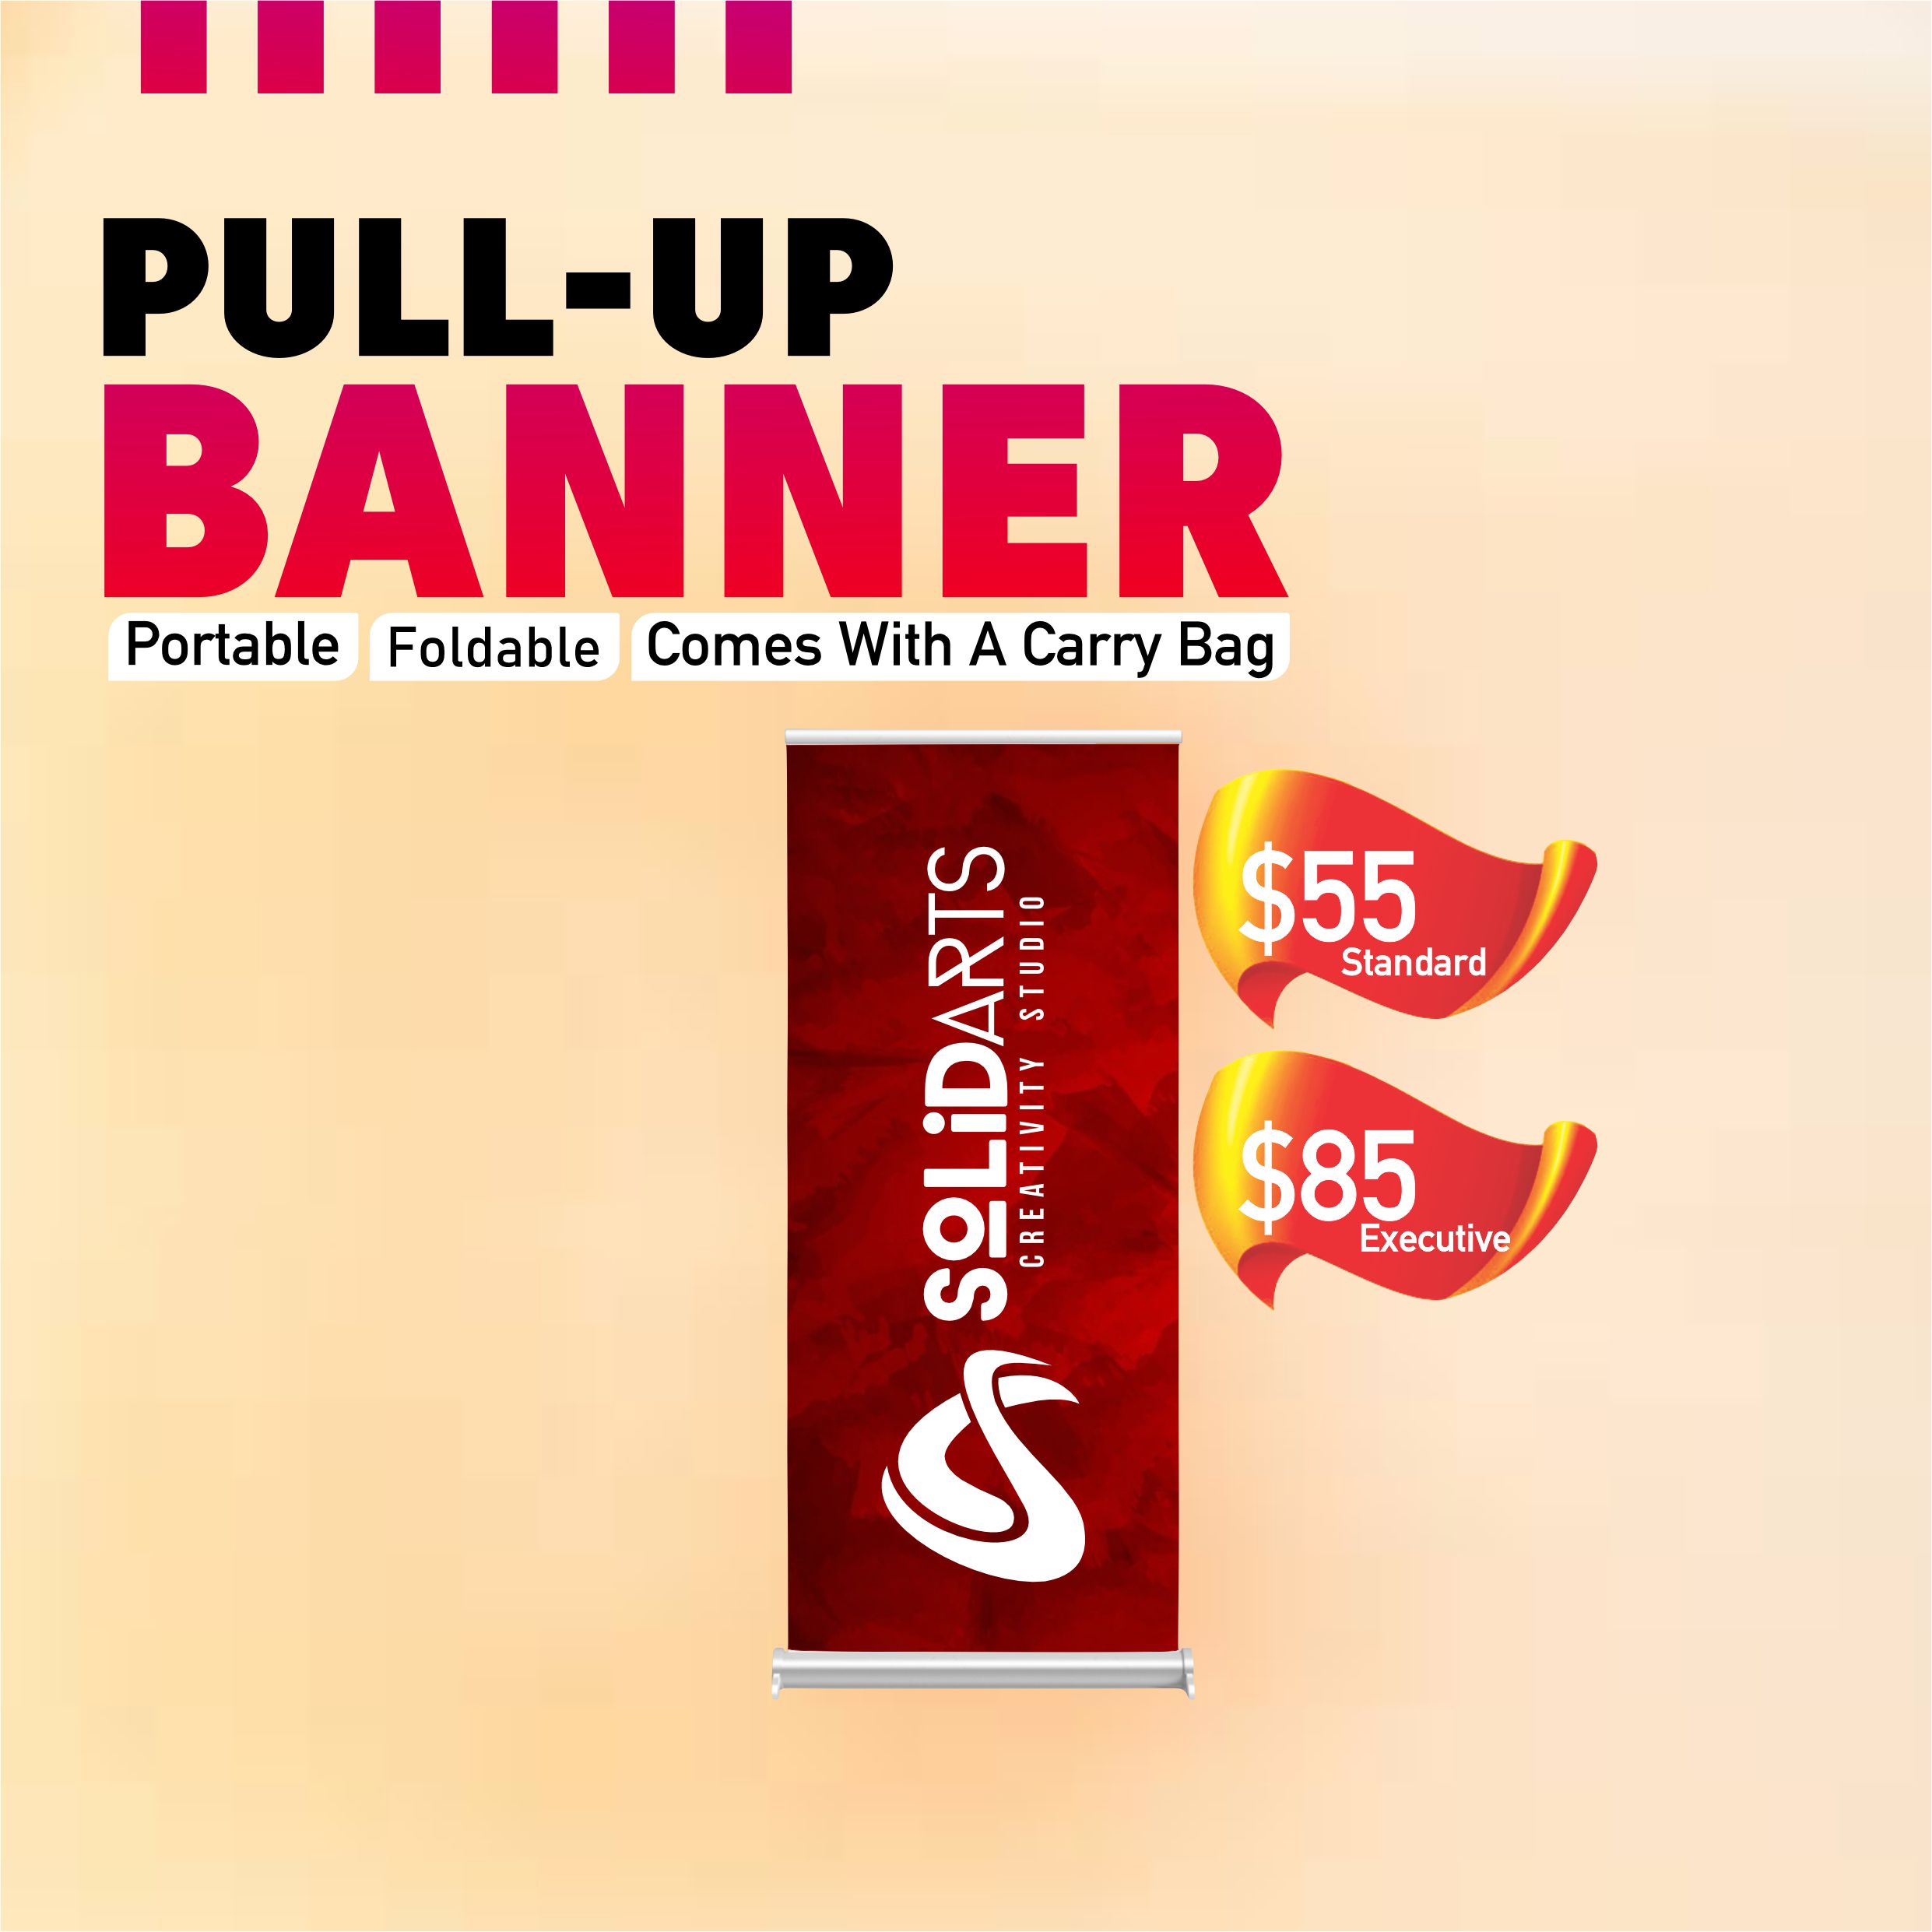 PULL-UP
BANNER
Portable Foldable Comes With A Carry Bag
SOLiDARTS
CREATIVITY STUDIO
$55
Standard
$85
Executive